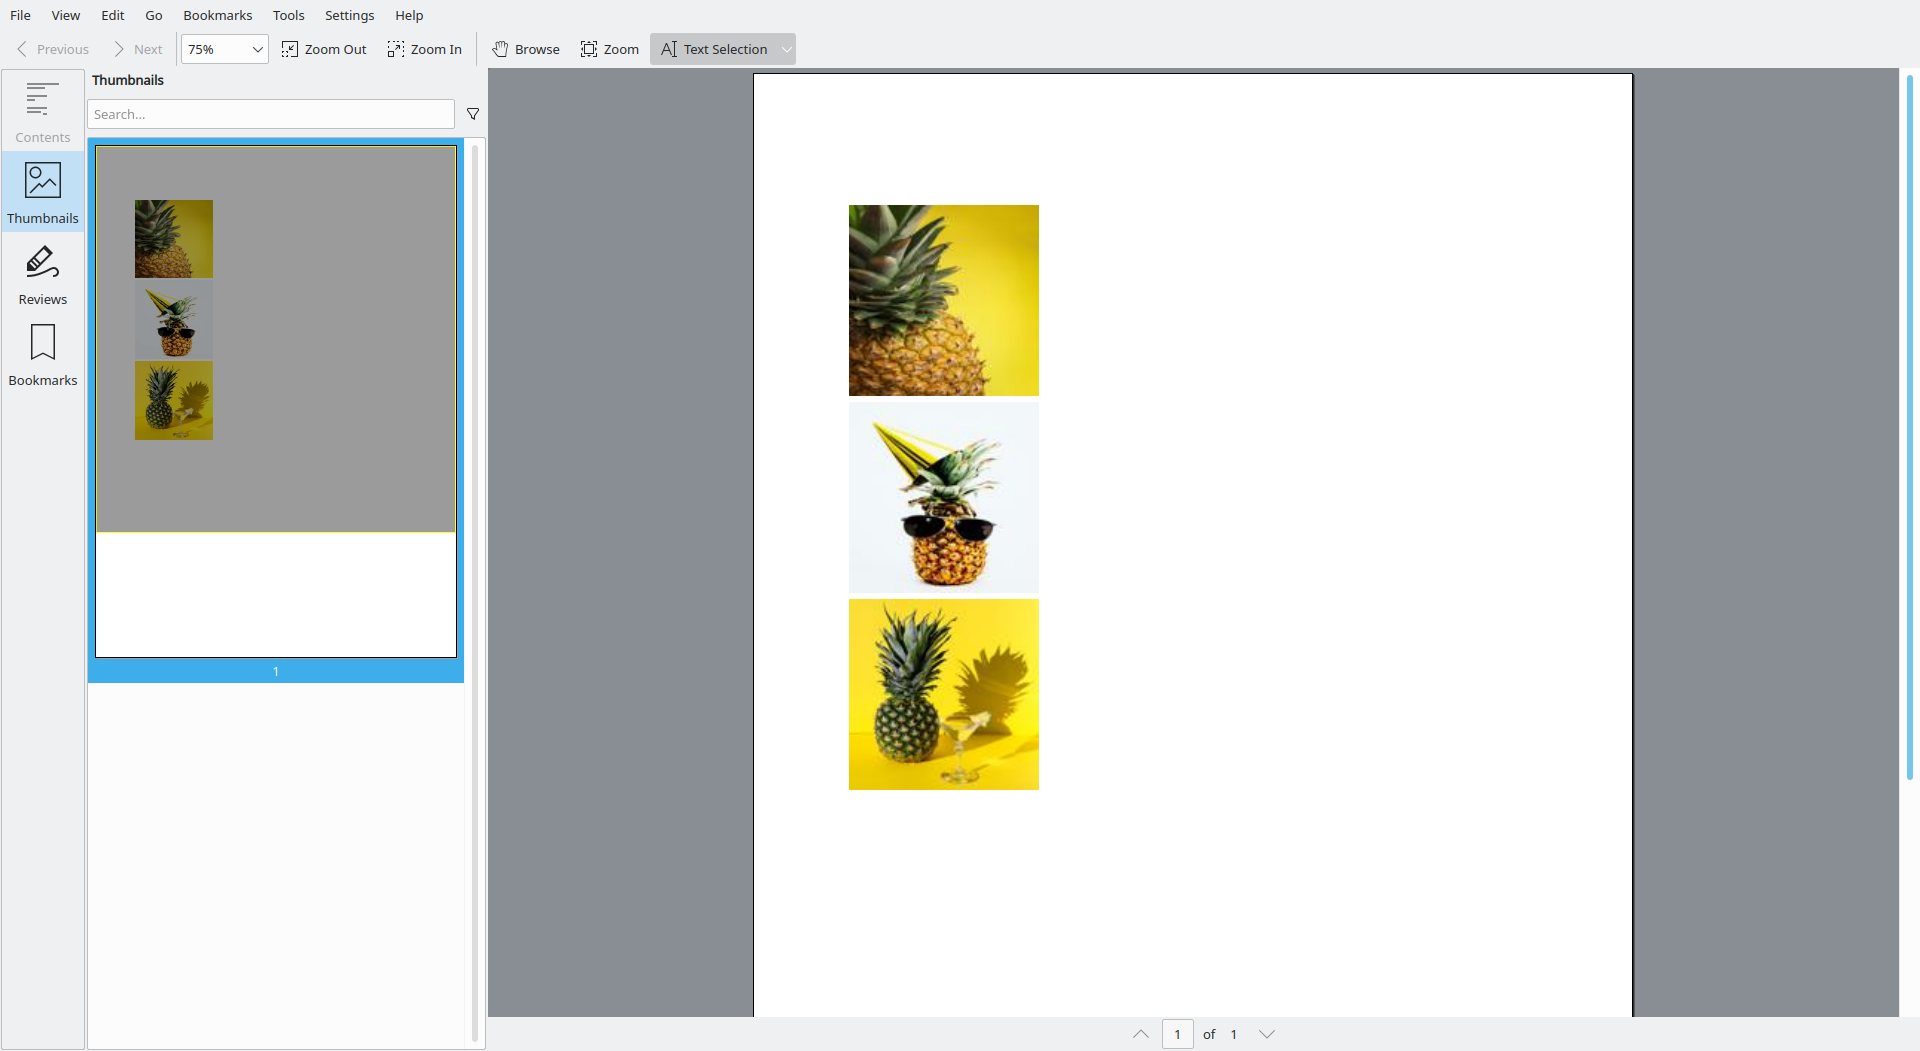 File View Edit Go Bookmarks Tools Settings Help
Previous Next 75% Zoom Out Zoom In Browse Zoom Text Selection
Thumbnails
Search...
Contents
Thumbnails
Reviews
Bookmarks
1
1 of 1